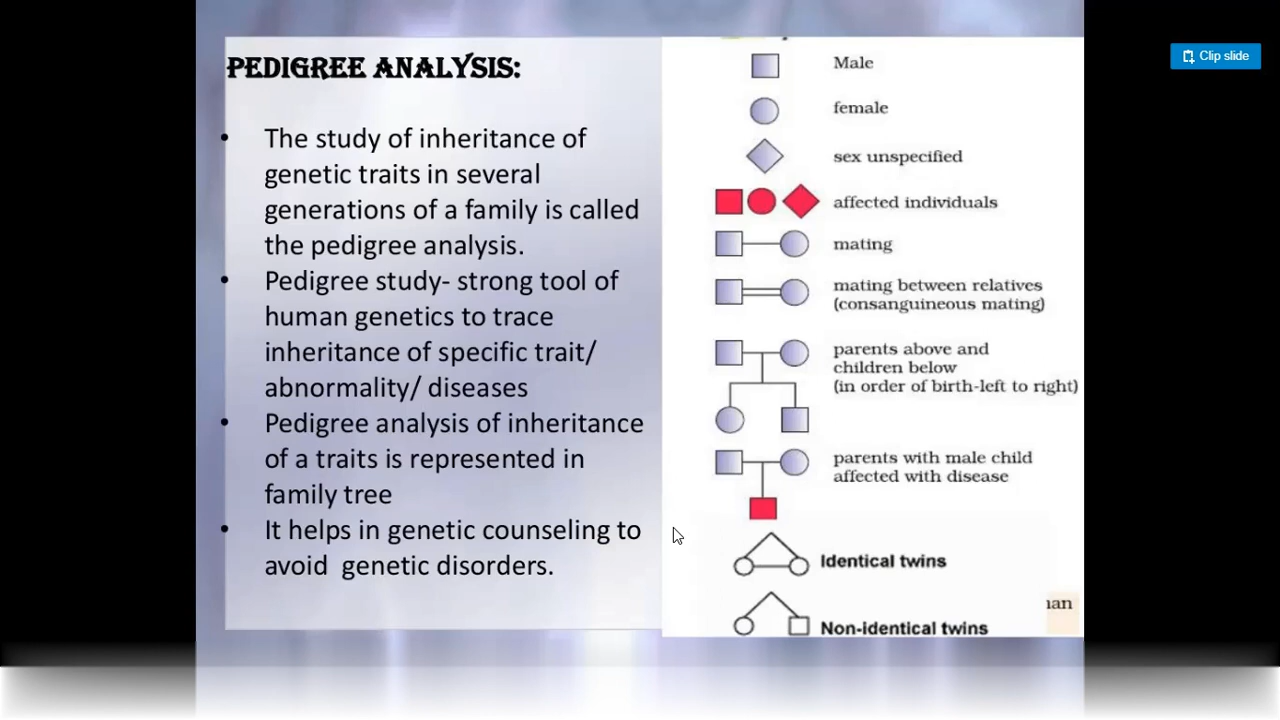 PEDIGREE ANALYSIS:
• The study of inheritance of
genetic traits in several
generations of a family is called
the pedigree analysis.
• Pedigree study- strong tool of
human genetics to trace
inheritance of specific trait/
abnormality/ diseases
• Pedigree analysis of inheritance
of a traits is represented in
family tree
• It helps in genetic counseling to
avoid genetic disorders.
Male
female
sex unspecified
affected individuals
mating
mating between relatives
(consanguineous mating)
parents above and
children below
(in order of birth-left to right)
parents with male child
affected with disease
Identical twins
Non-identical twins
Clip slide